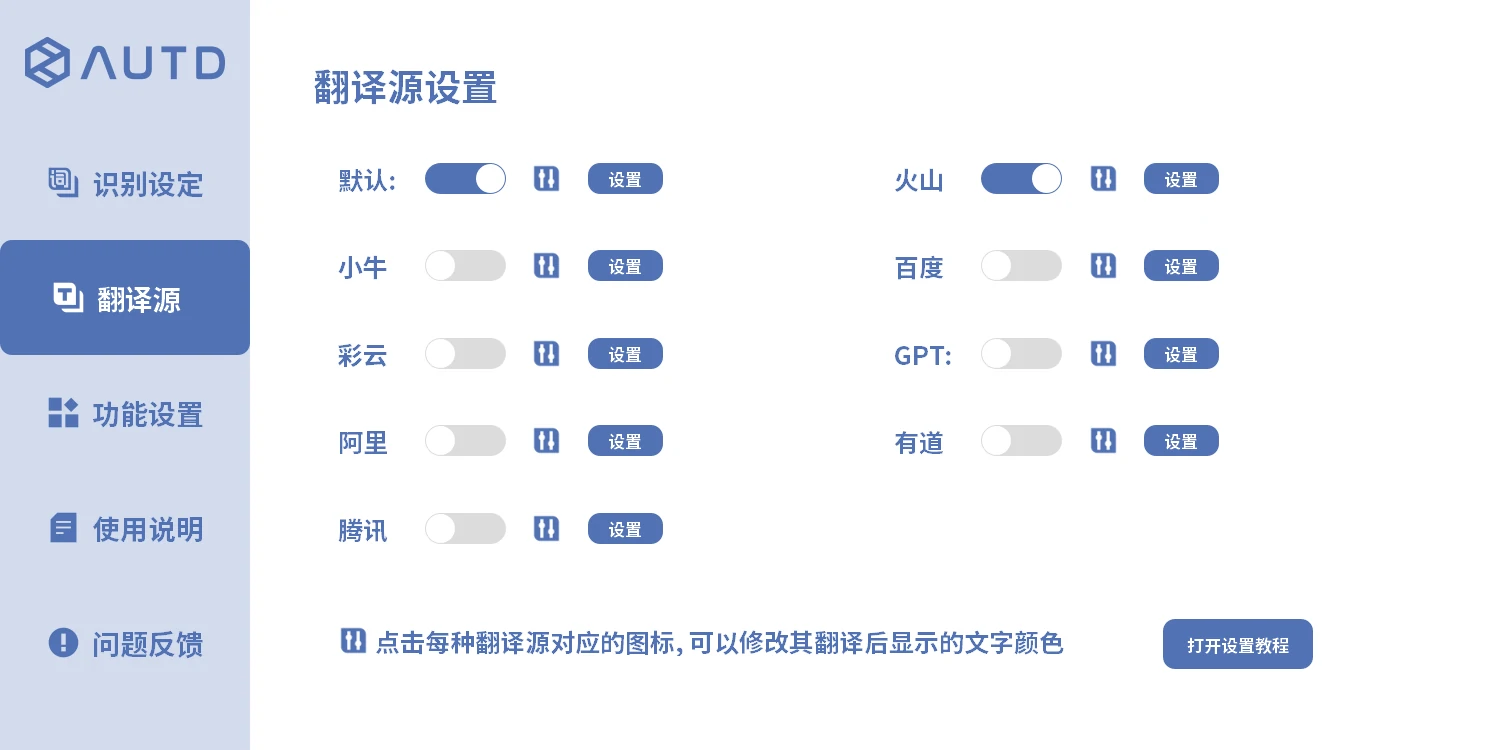 AUTD
识别设定
翻译源
功能设置
使用说明
问题反馈
翻译源设置
默认: 设置
火山 设置
小牛 设置
百度 设置
彩云 设置
GPT: 设置
阿里 设置
有道 设置
腾讯 设置
点击每种翻译源对应的图标，可以修改其翻译后显示的文字颜色
打开设置教程